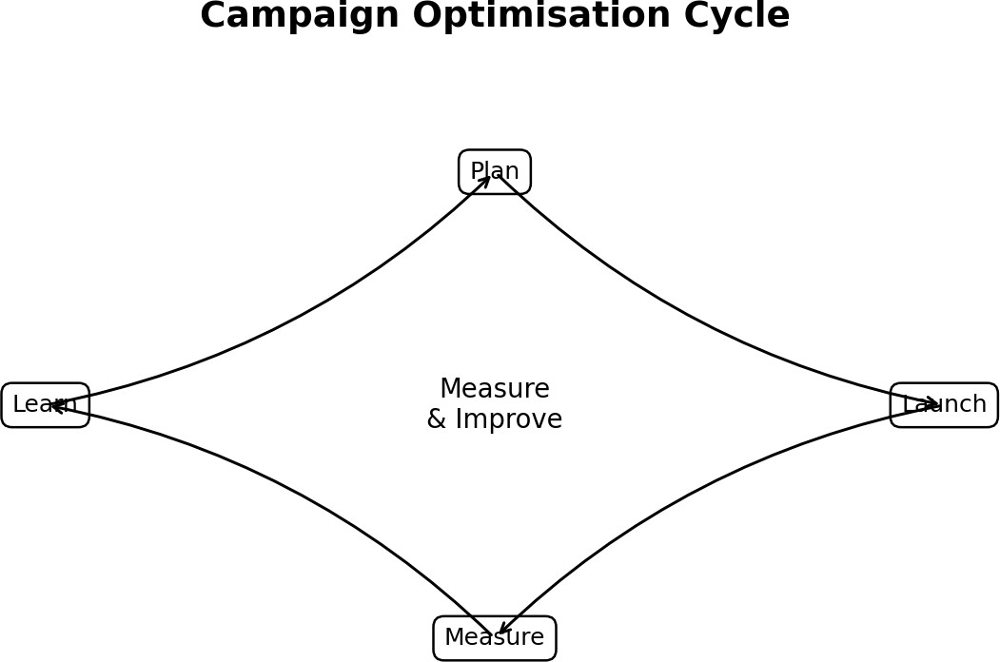 Campaign Optimisation Cycle
Plan
Learn
Measure
& Improve
Launch
Measure